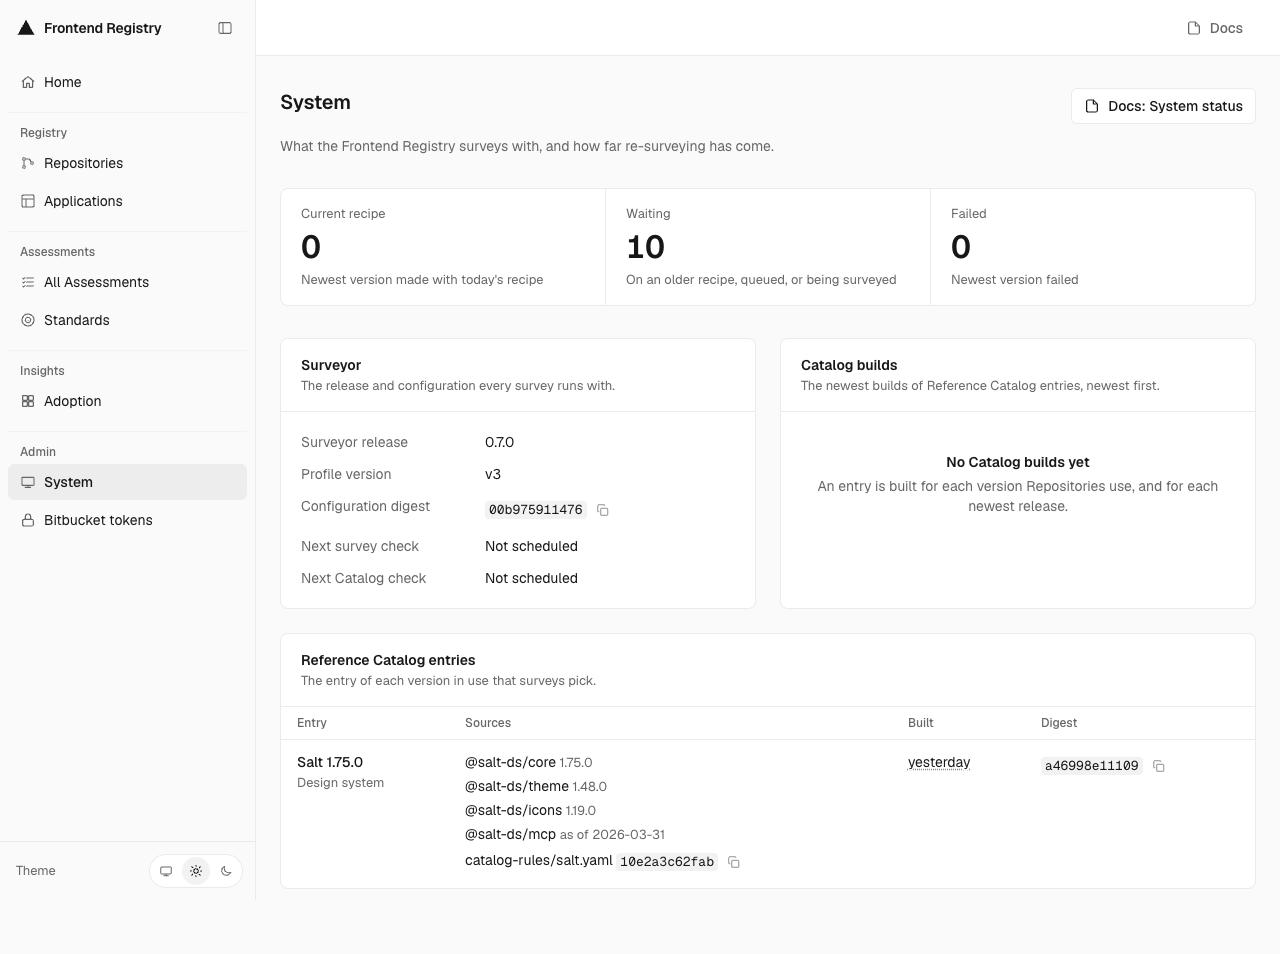 Frontend Registry
Docs
Home
Registry
Repositories
Applications
Assessments
All Assessments
Standards
Insights
Adoption
Admin
System
Bitbucket tokens
Theme
System
Docs: System status
What the Frontend Registry surveys with, and how far re-surveying has come.
Current recipe
0
Newest version made with today's recipe
Waiting
10
On an older recipe, queued, or being surveyed
Failed
0
Newest version failed
Surveyor
The release and configuration every survey runs with.
Surveyor release 0.7.0
Profile version v3
Configuration digest 00b975911476
Next survey check Not scheduled
Next Catalog check Not scheduled
Catalog builds
The newest builds of Reference Catalog entries, newest first.
No Catalog builds yet
An entry is built for each version Repositories use, and for each
newest release.
Reference Catalog entries
The entry of each version in use that surveys pick.
Entry Sources Built Digest
Salt 1.75.0 @salt-ds/core 1.75.0 yesterday a46998e11109
Design system
@salt-ds/theme 1.48.0
@salt-ds/icons 1.19.0
@salt-ds/mcp as of 2026-03-31
catalog-rules/salt.yaml 10e2a3c62fab